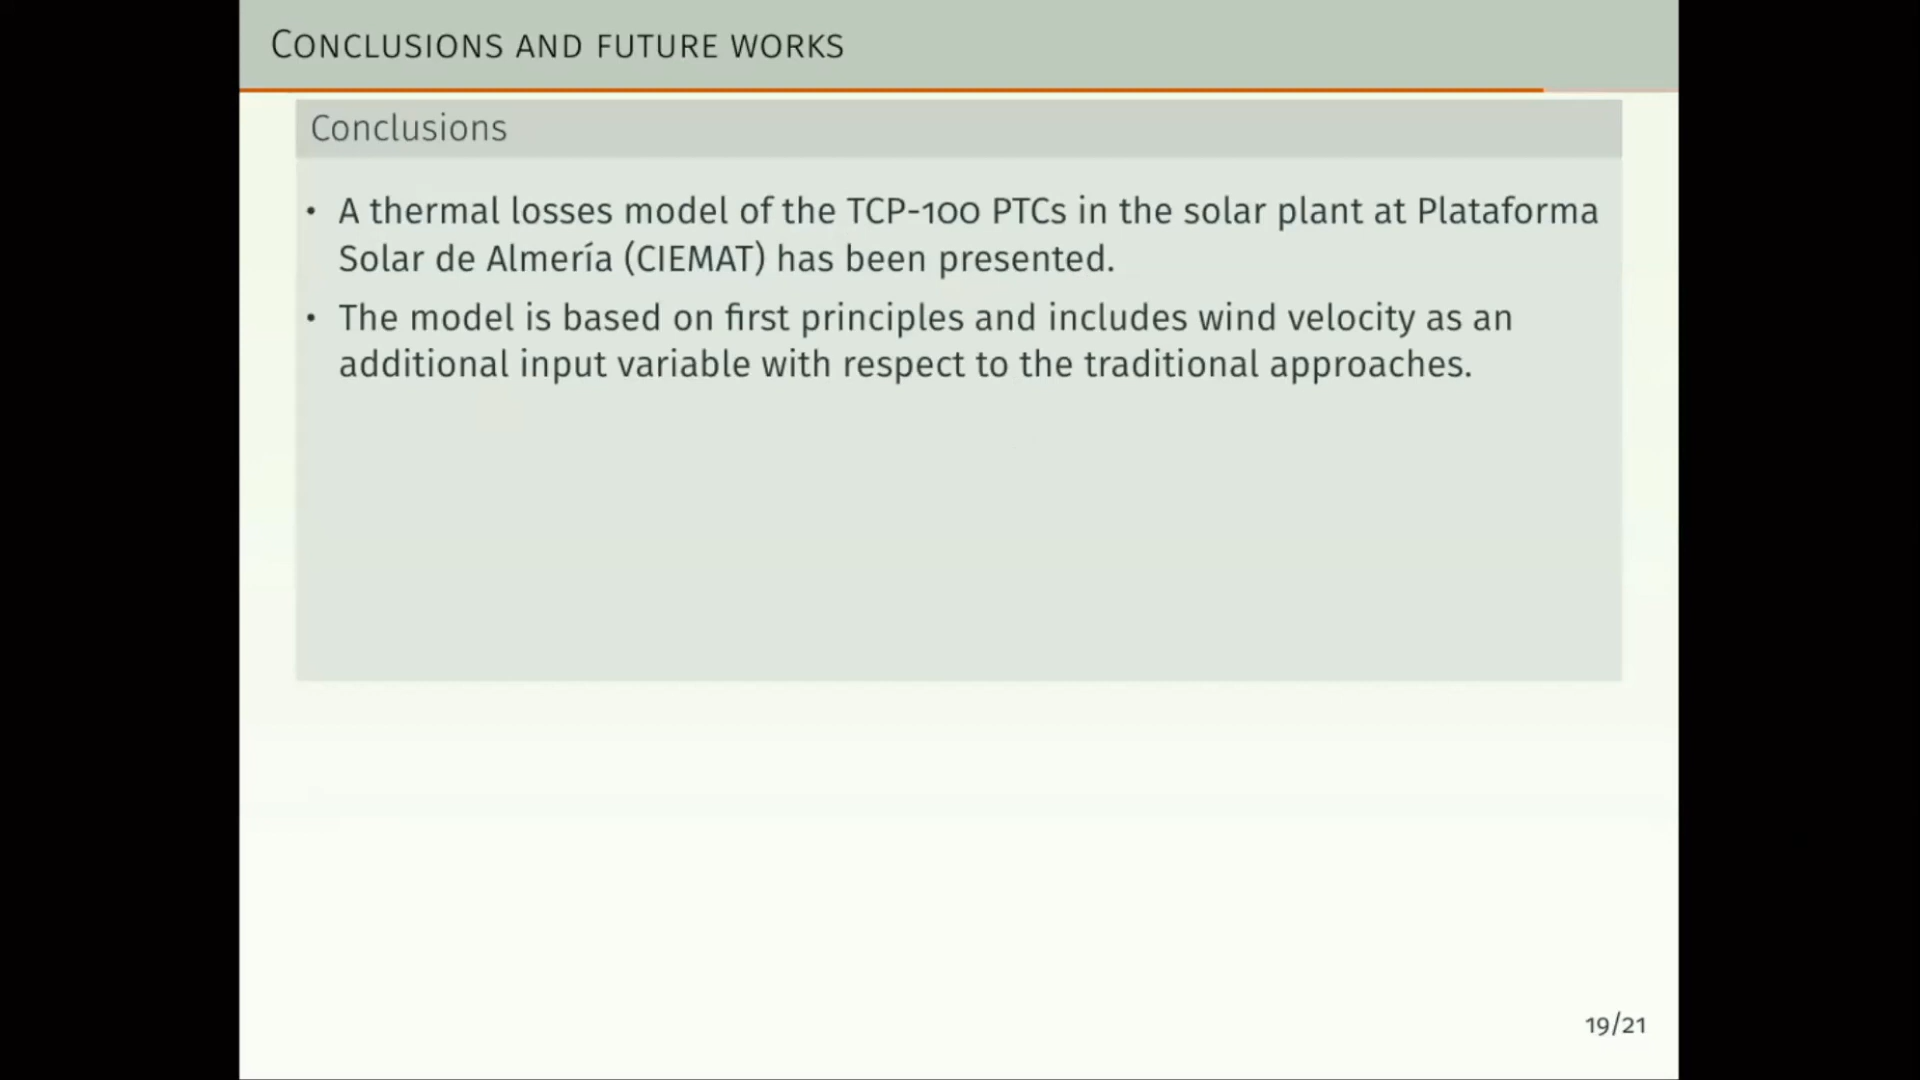 CONCLUSIONS AND FUTURE WORKS
Conclusions
• A thermal losses model of the TCP-100 PTCs in the solar plant at Plataforma
Solar de Almería (CIEMAT) has been presented.
• The model is based on first principles and includes wind velocity as an
additional input variable with respect to the traditional approaches.
19/21